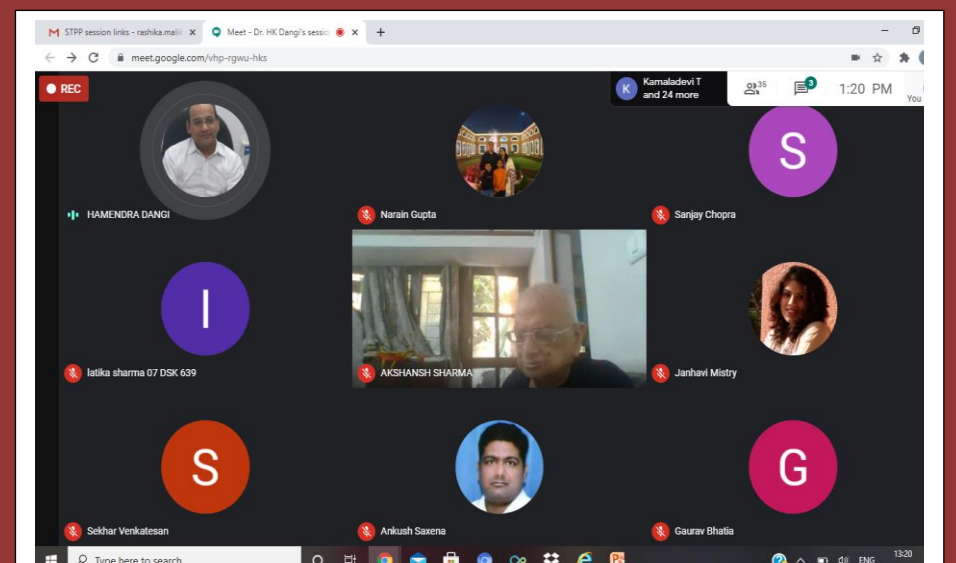 STPP session links - rashika.mali
Meet - Dr. HK Dangi's sessio
meet.google.com/vhp-rgwu-hks
REC
K
Kamaladevi T
and 24 more
35
3
1:20 PM
You
S
HAMENDRA DANGI
Narain Gupta
Sanjay Chopra
I
latika sharma 07 DSK 639
AKSHANSH SHARMA
Janhavi Mistry
S
G
Sekhar Venkatesan
Ankush Saxena
Gaurav Bhatia
Type here to search
ENG
13:20